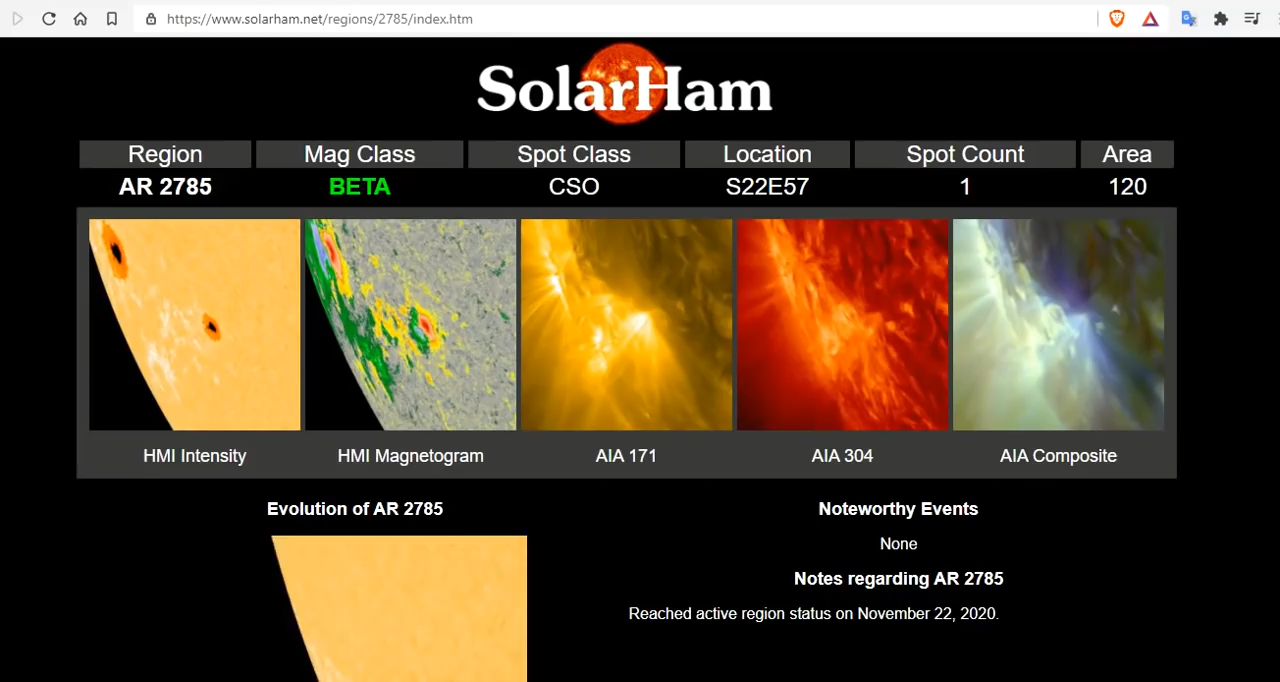 https://www.solarham.net/regions/2785/index.htm
SolarHam
Region Mag Class Spot Class Location Spot Count Area
AR 2785 BETA CSO S22E57 1 120
HMI Intensity HMI Magnetogram AIA 171 AIA 304 AIA Composite
Evolution of AR 2785
Noteworthy Events
None
Notes regarding AR 2785
Reached active region status on November 22, 2020.